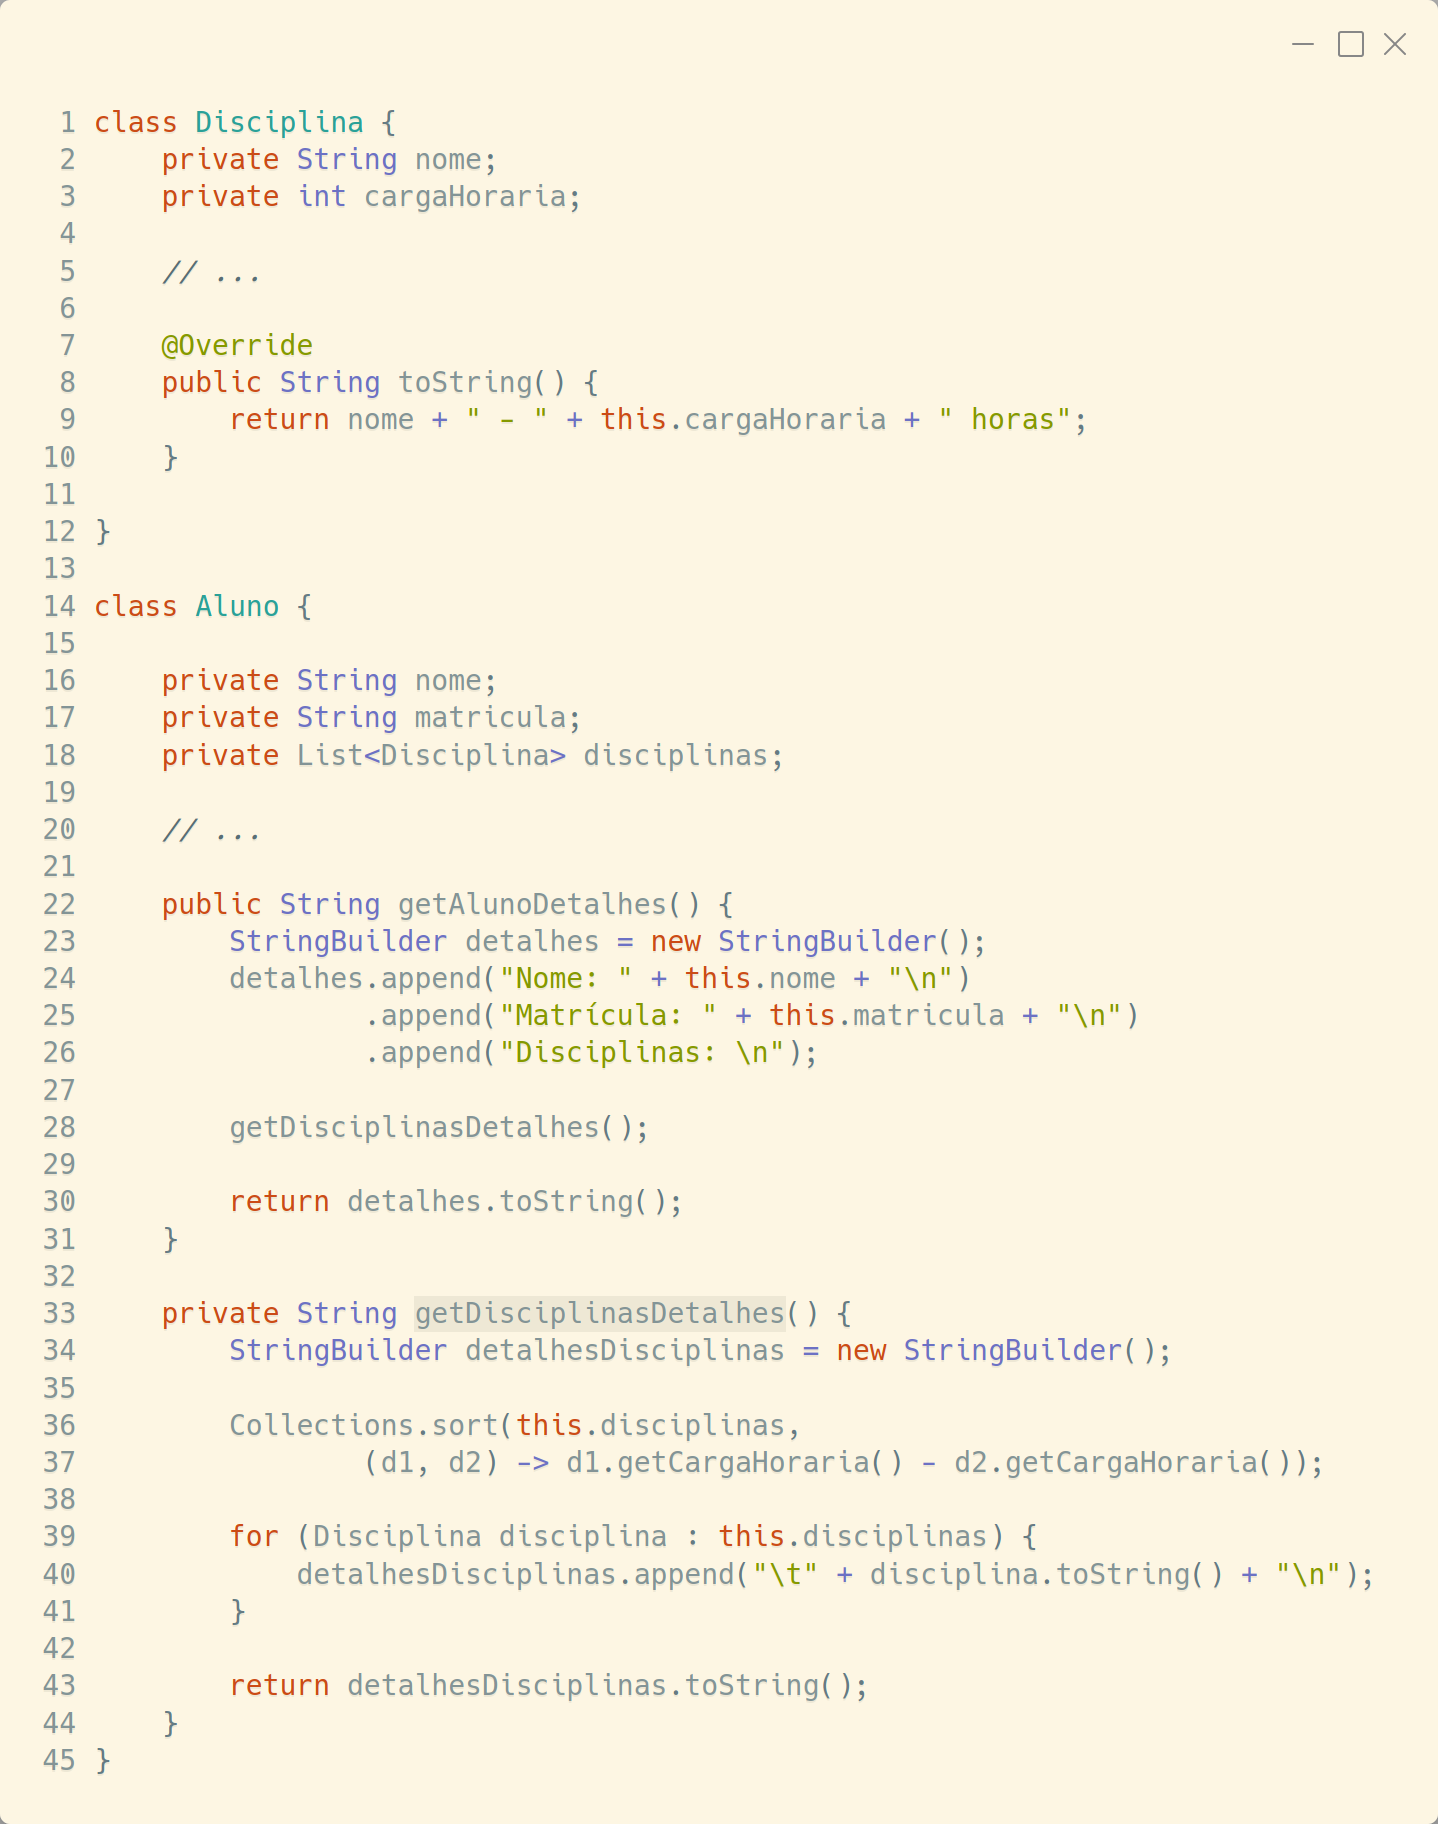 1 class Disciplina {
2     private String nome;
3     private int cargaHoraria;
4
5     // ...
6
7     @Override
8     public String toString() {
9         return nome + " - " + this.cargaHoraria + " horas";
10     }
11
12 }
13
14 class Aluno {
15
16     private String nome;
17     private String matricula;
18     private List<Disciplina> disciplinas;
19
20     // ...
21
22     public String getAlunoDetalhes() {
23         StringBuilder detalhes = new StringBuilder();
24         detalhes.append("Nome: " + this.nome + "\n")
25                 .append("Matrícula: " + this.matricula + "\n")
26                 .append("Disciplinas: \n");
27
28         getDisciplinasDetalhes();
29
30         return detalhes.toString();
31     }
32
33     private String getDisciplinasDetalhes() {
34         StringBuilder detalhesDisciplinas = new StringBuilder();
35
36         Collections.sort(this.disciplinas,
37                 (d1, d2) -> d1.getCargaHoraria() - d2.getCargaHoraria());
38
39         for (Disciplina disciplina : this.disciplinas) {
40             detalhesDisciplinas.append("\t" + disciplina.toString() + "\n");
41         }
42
43         return detalhesDisciplinas.toString();
44     }
45 }